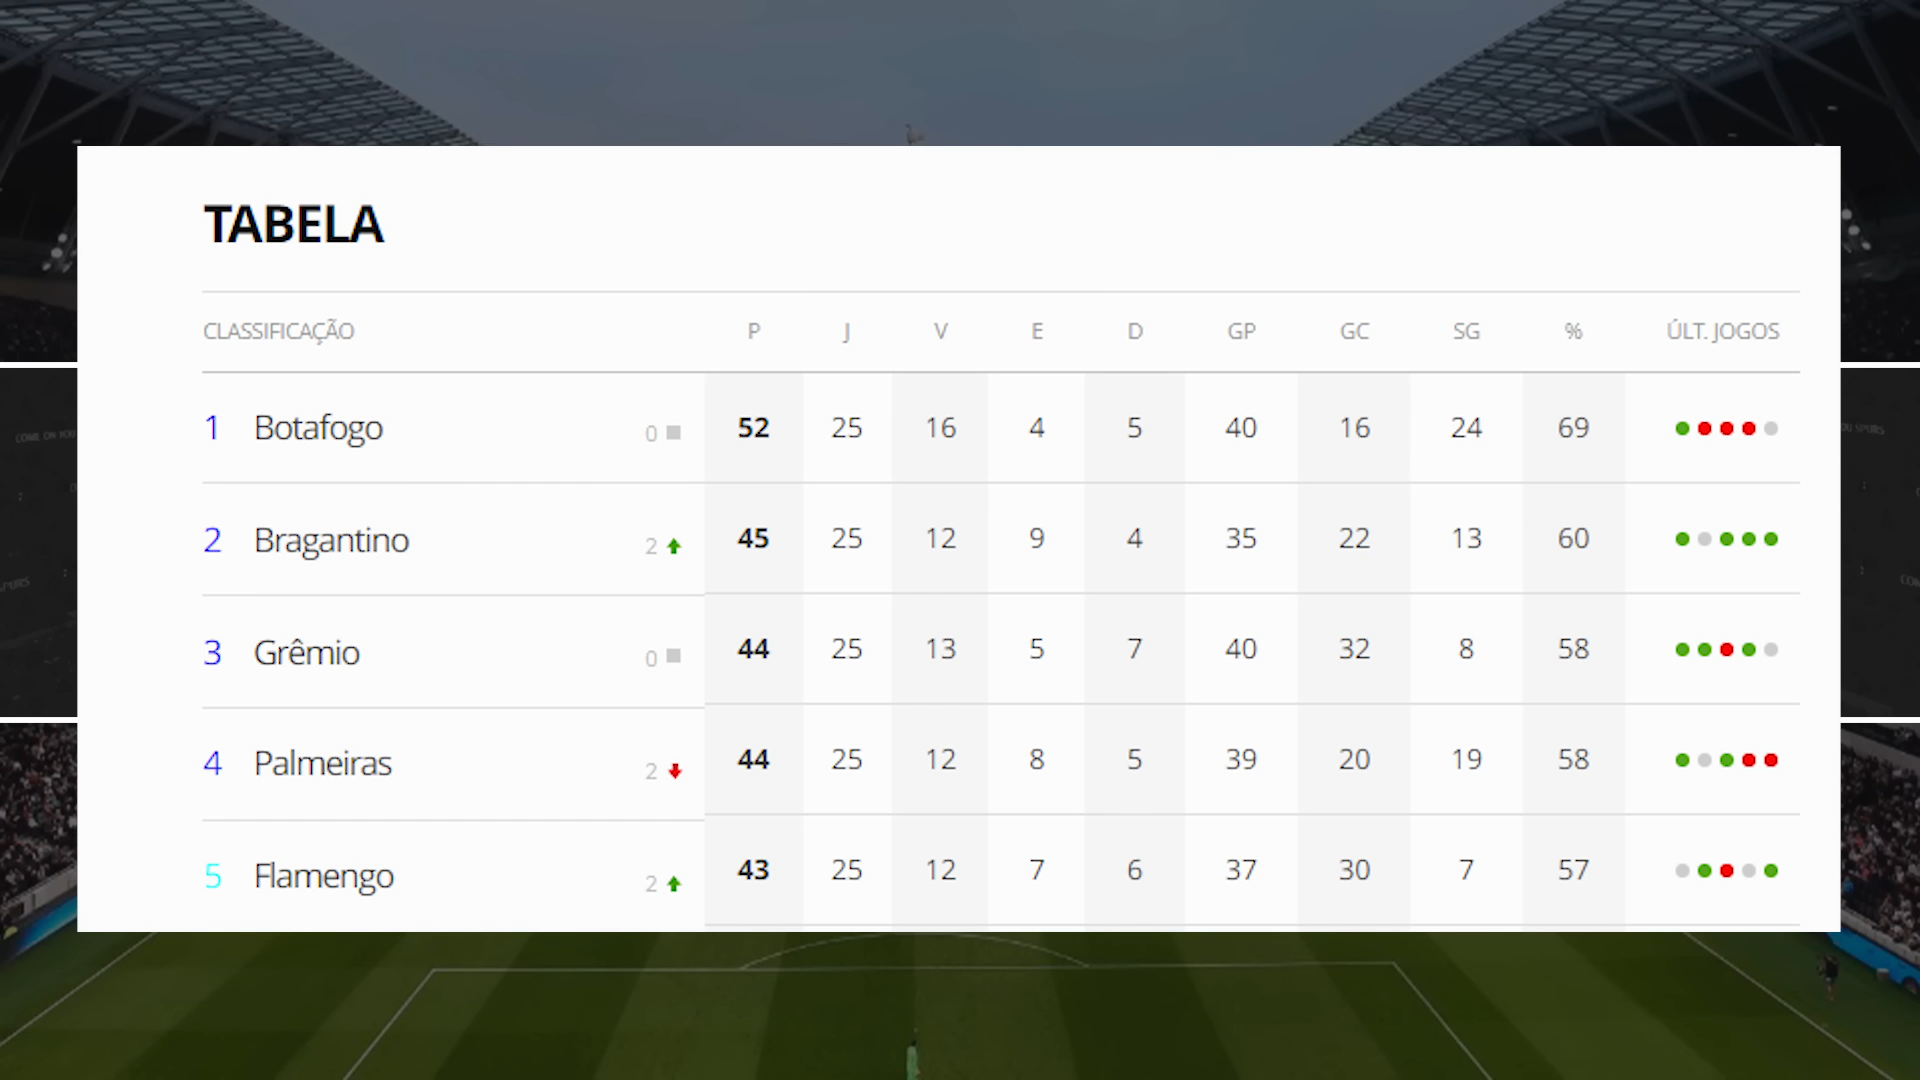 TABELA
CLASSIFICAÇÃO P J V E D GP GC SG % ÚLT. JOGOS
1 Botafogo 0 52 25 16 4 5 40 16 24 69
2 Bragantino 2 45 25 12 9 4 35 22 13 60
3 Grêmio 0 44 25 13 5 7 40 32 8 58
4 Palmeiras 2 44 25 12 8 5 39 20 19 58
5 Flamengo 2 43 25 12 7 6 37 30 7 57
COME ON YOU